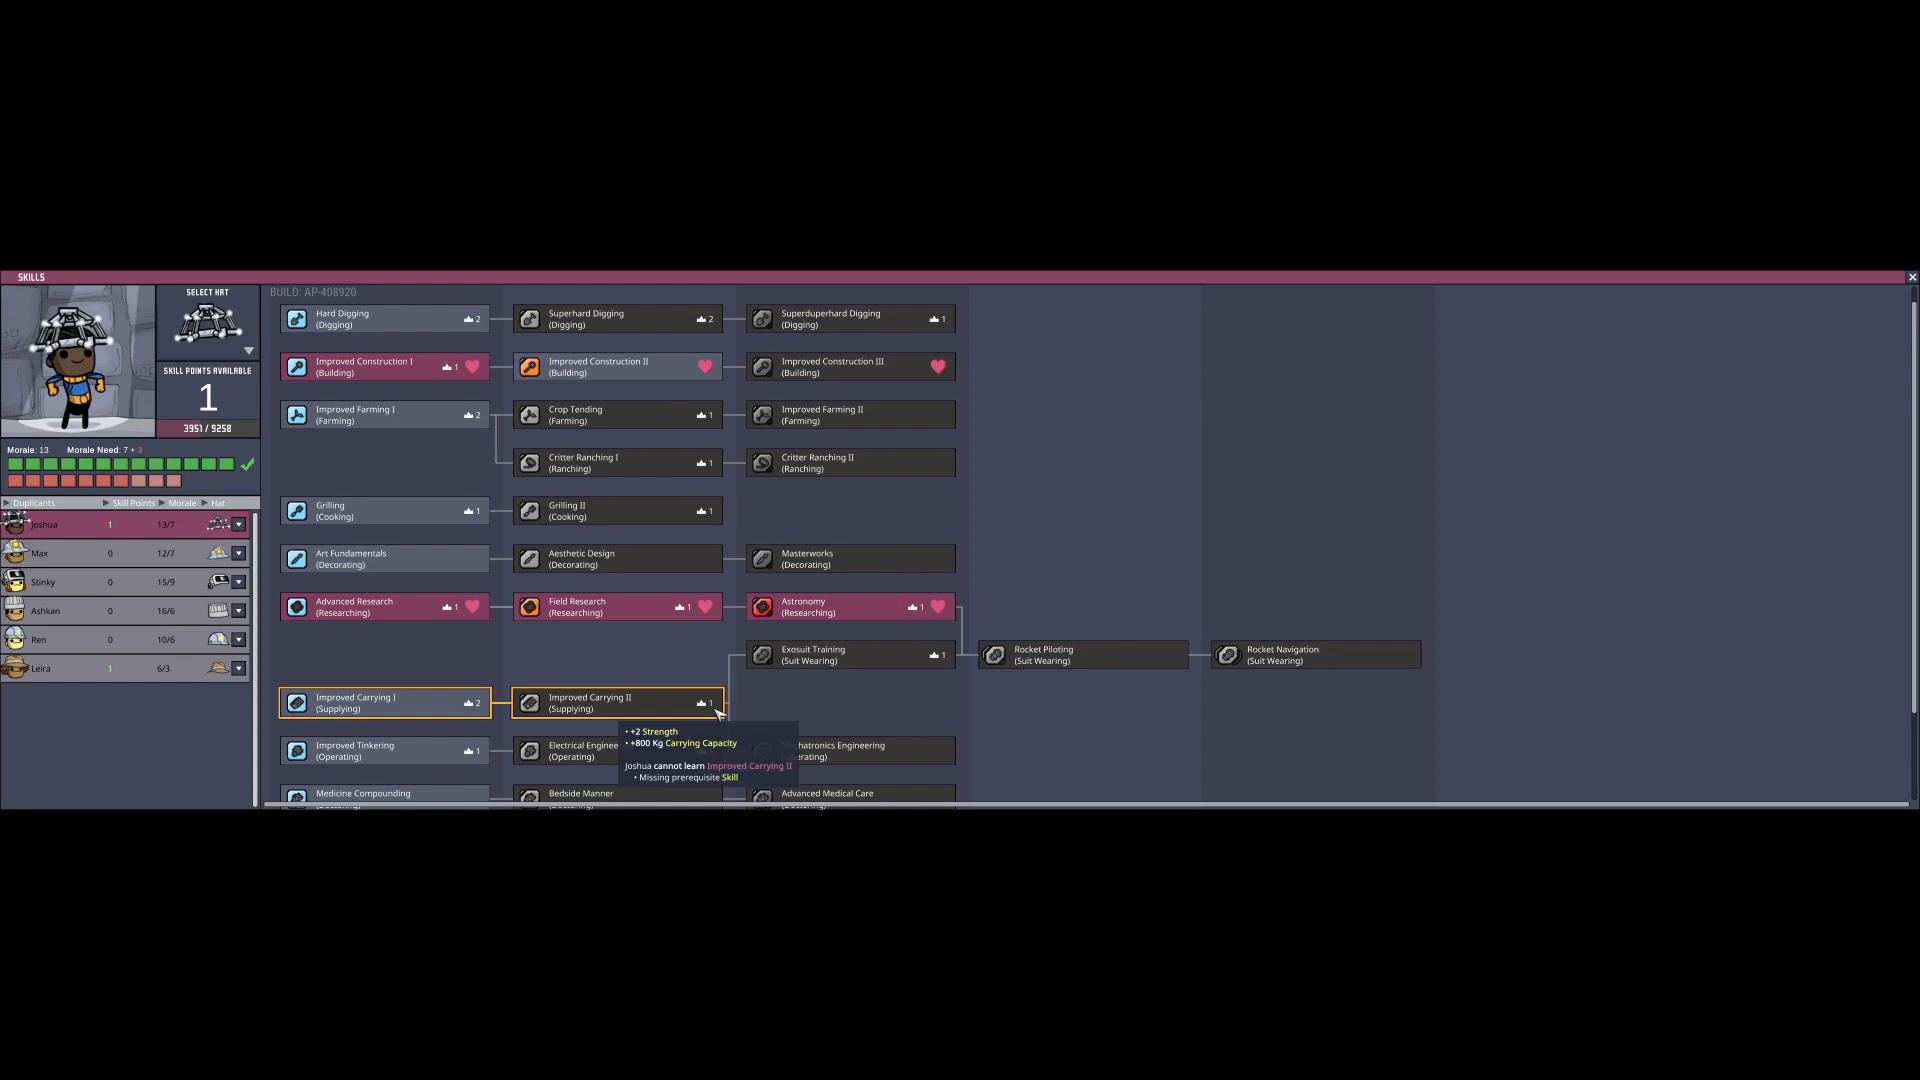 SKILLS
SELECT HAT
SKILL POINTS AVAILABLE
1
3951 / 9258
Morale: 13 Morale Need: 7 + 3
Duplicants Skill Points Morale Hat
Joshua 1 13/7
Max 0 12/7
Stinky 0 15/9
Ashkan 0 16/6
Ren 0 10/6
Leira 1 6/3
BUILD: AP-408920
Hard Digging
(Digging)
2
Superhard Digging
(Digging)
2
Superduperhard Digging
(Digging)
1
Improved Construction I
(Building)
1
Improved Construction II
(Building)
Improved Construction III
(Building)
Improved Farming I
(Farming)
2
Crop Tending
(Farming)
1
Improved Farming II
(Farming)
Critter Ranching I
(Ranching)
1
Critter Ranching II
(Ranching)
Grilling
(Cooking)
1
Grilling II
(Cooking)
1
Art Fundamentals
(Decorating)
Aesthetic Design
(Decorating)
Masterworks
(Decorating)
Advanced Research
(Researching)
1
Field Research
(Researching)
1
Astronomy
(Researching)
1
Exosuit Training
(Suit Wearing)
1
Rocket Piloting
(Suit Wearing)
Rocket Navigation
(Suit Wearing)
Improved Carrying I
(Supplying)
2
Improved Carrying II
(Supplying)
1
• +2 Strength
• +800 Kg Carrying Capacity
Joshua cannot learn Improved Carrying II
• Missing prerequisite Skill
Improved Tinkering
(Operating)
1
Electrical Enginee
(Operating)
Mechatronics Engineering
Medicine Compounding
Bedside Manner
Advanced Medical Care